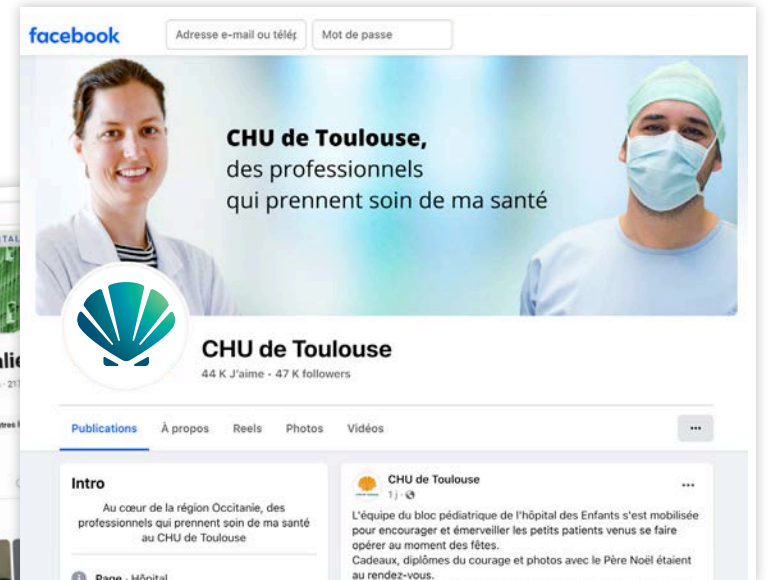 facebook
Adresse e-mail ou télép
Mot de passe
CHU de Toulouse,
des professionnels
qui prennent soin de ma santé
CHU de Toulouse
44 K J'aime • 47 K followers
Publications À propos Reels Photos Vidéos
Intro
Au cœur de la région Occitanie, des
professionnels qui prennent soin de ma santé
au CHU de Toulouse
Page · Hôpital
CHU de Toulouse
1 j
L'équipe du bloc pédiatrique de l'hôpital des Enfants s'est mobilisée
pour encourager et émerveiller les petits patients venus se faire
opérer au moment des fêtes.
Cadeaux, diplômes du courage et photos avec le Père Noël étaient
au rendez-vous.